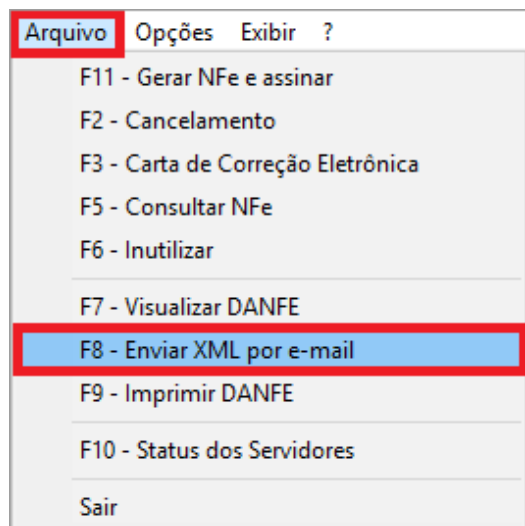 Arquivo Opções Exibir ?
F11 - Gerar NFe e assinar
F2 - Cancelamento
F3 - Carta de Correção Eletrônica
F5 - Consultar NFe
F6 - Inutilizar
F7 - Visualizar DANFE
F8 - Enviar XML por e-mail
F9 - Imprimir DANFE
F10 - Status dos Servidores
Sair